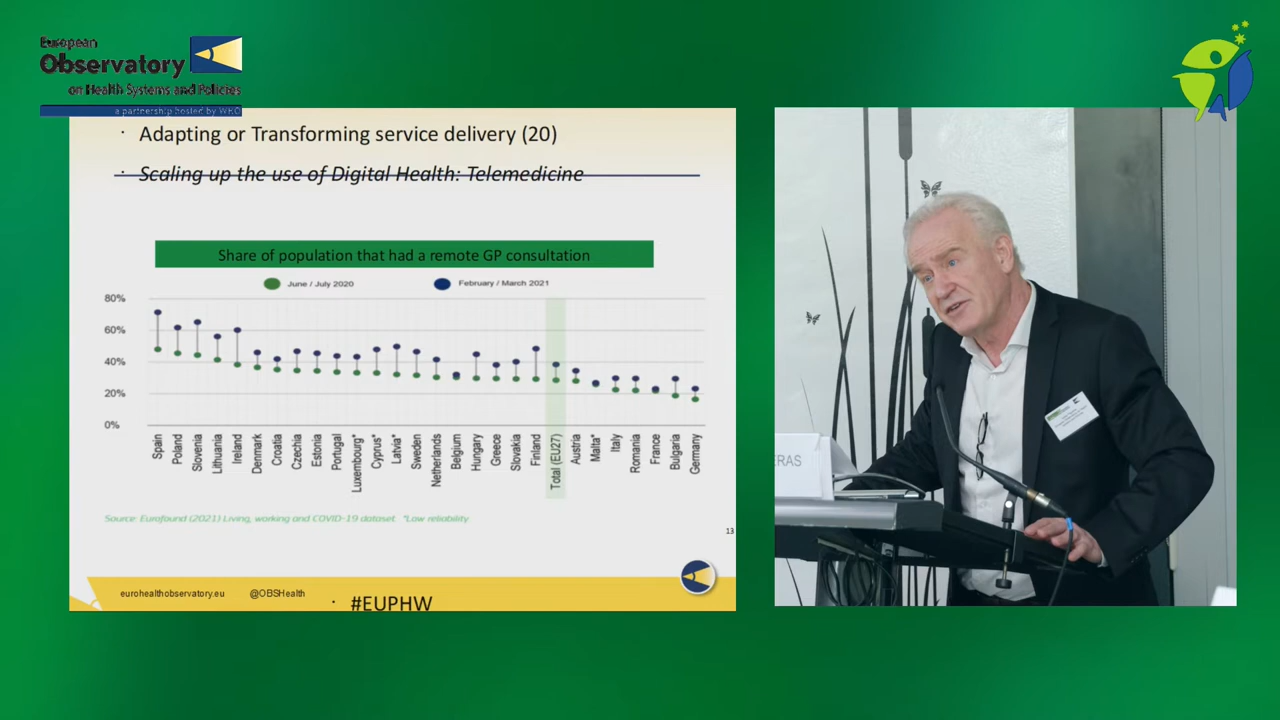 European
Observatory
on Health Systems and Policies
a partnership hosted by WHO
· Adapting or Transforming service delivery (20)
· Scaling up the use of Digital Health: Telemedicine
Share of population that had a remote GP consultation
June / July 2020
February / March 2021
80%
60%
40%
20%
0%
Spain
Poland
Slovenia
Lithuania
Ireland
Denmark
Croatia
Czechia
Estonia
Portugal
Luxembourg*
Cyprus*
Latvia*
Sweden
Netherlands
Belgium
Hungary
Greece
Slovakia
Finland
Total (EU27)
Austria
Malta*
Italy
Romania
France
Bulgaria
Germany
Source: Eurofound (2021) Living, working and COVID-19 dataset *Low reliability
13
eurohealthobservatory.eu
@OBSHealth
· #EUPHW
ERAS